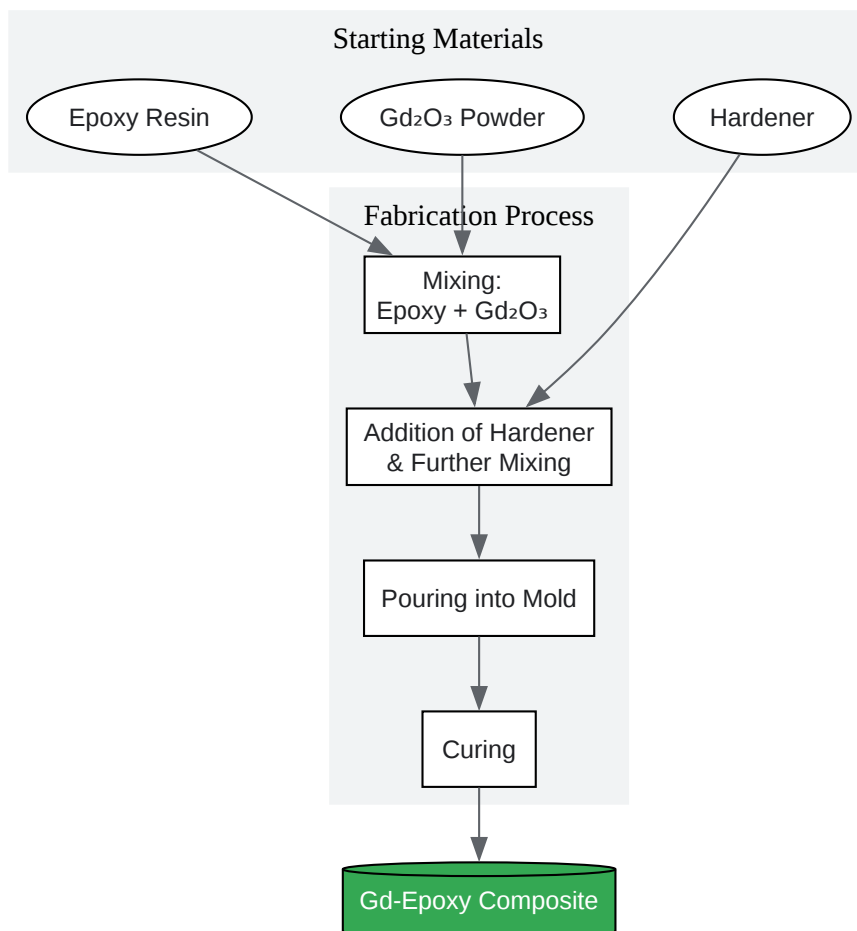 Starting Materials
Epoxy Resin
Gd₂O₃ Powder
Hardener
Fabrication Process
Mixing:
Epoxy + Gd₂O₃
Addition of Hardener
& Further Mixing
Pouring into Mold
Curing
Gd-Epoxy Composite